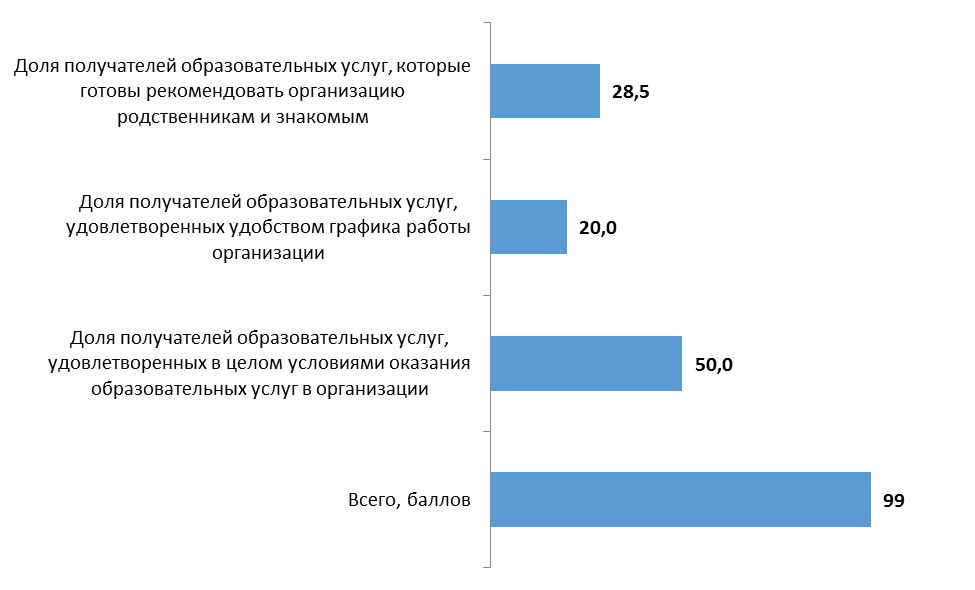 Доля получателей образовательных услуг, которые
готовы рекомендовать организацию
родственникам и знакомым
28,5
Доля получателей образовательных услуг,
удовлетворенных удобством графика работы
организации
20,0
Доля получателей образовательных услуг,
удовлетворенных в целом условиями оказания
образовательных услуг в организации
50,0
Всего, баллов
99